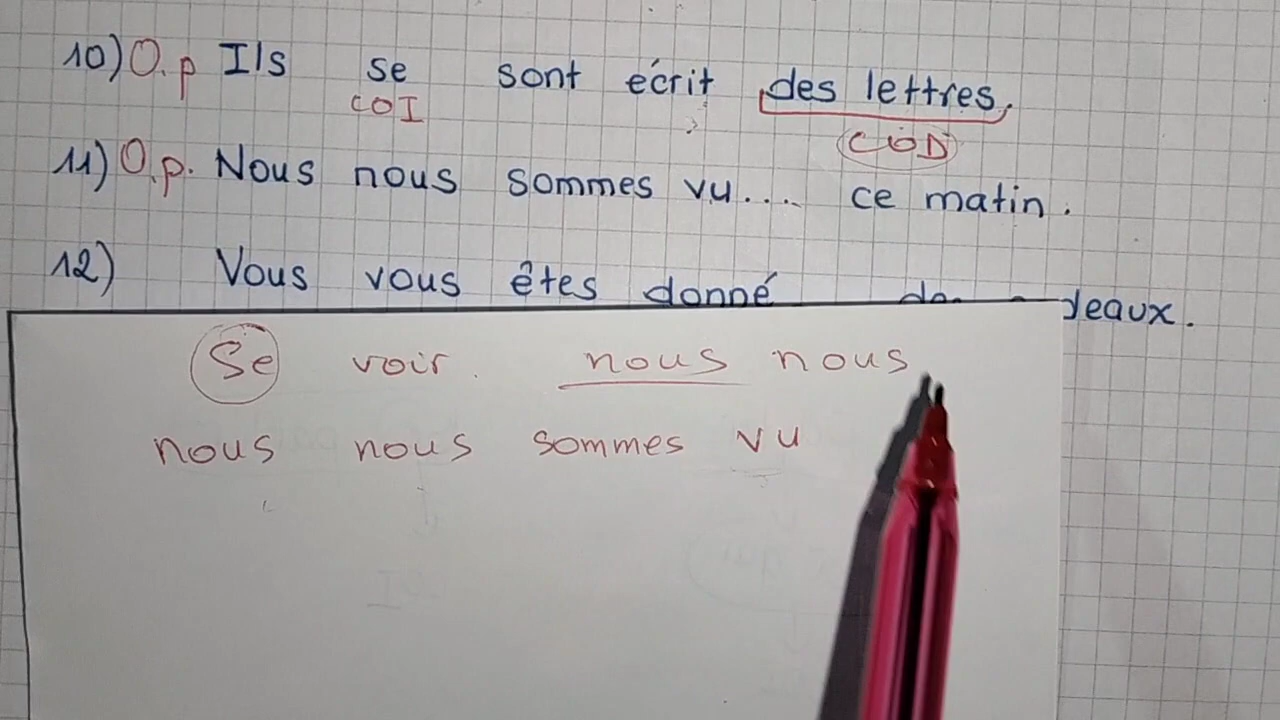 10) O.p Ils se sont écrit des lettres.
COI COD
11) O.p. Nous nous sommes vu.... ce matin.
12) Vous vous êtes donné deaux.
Se voir. nous nous
nous nous sommes vu